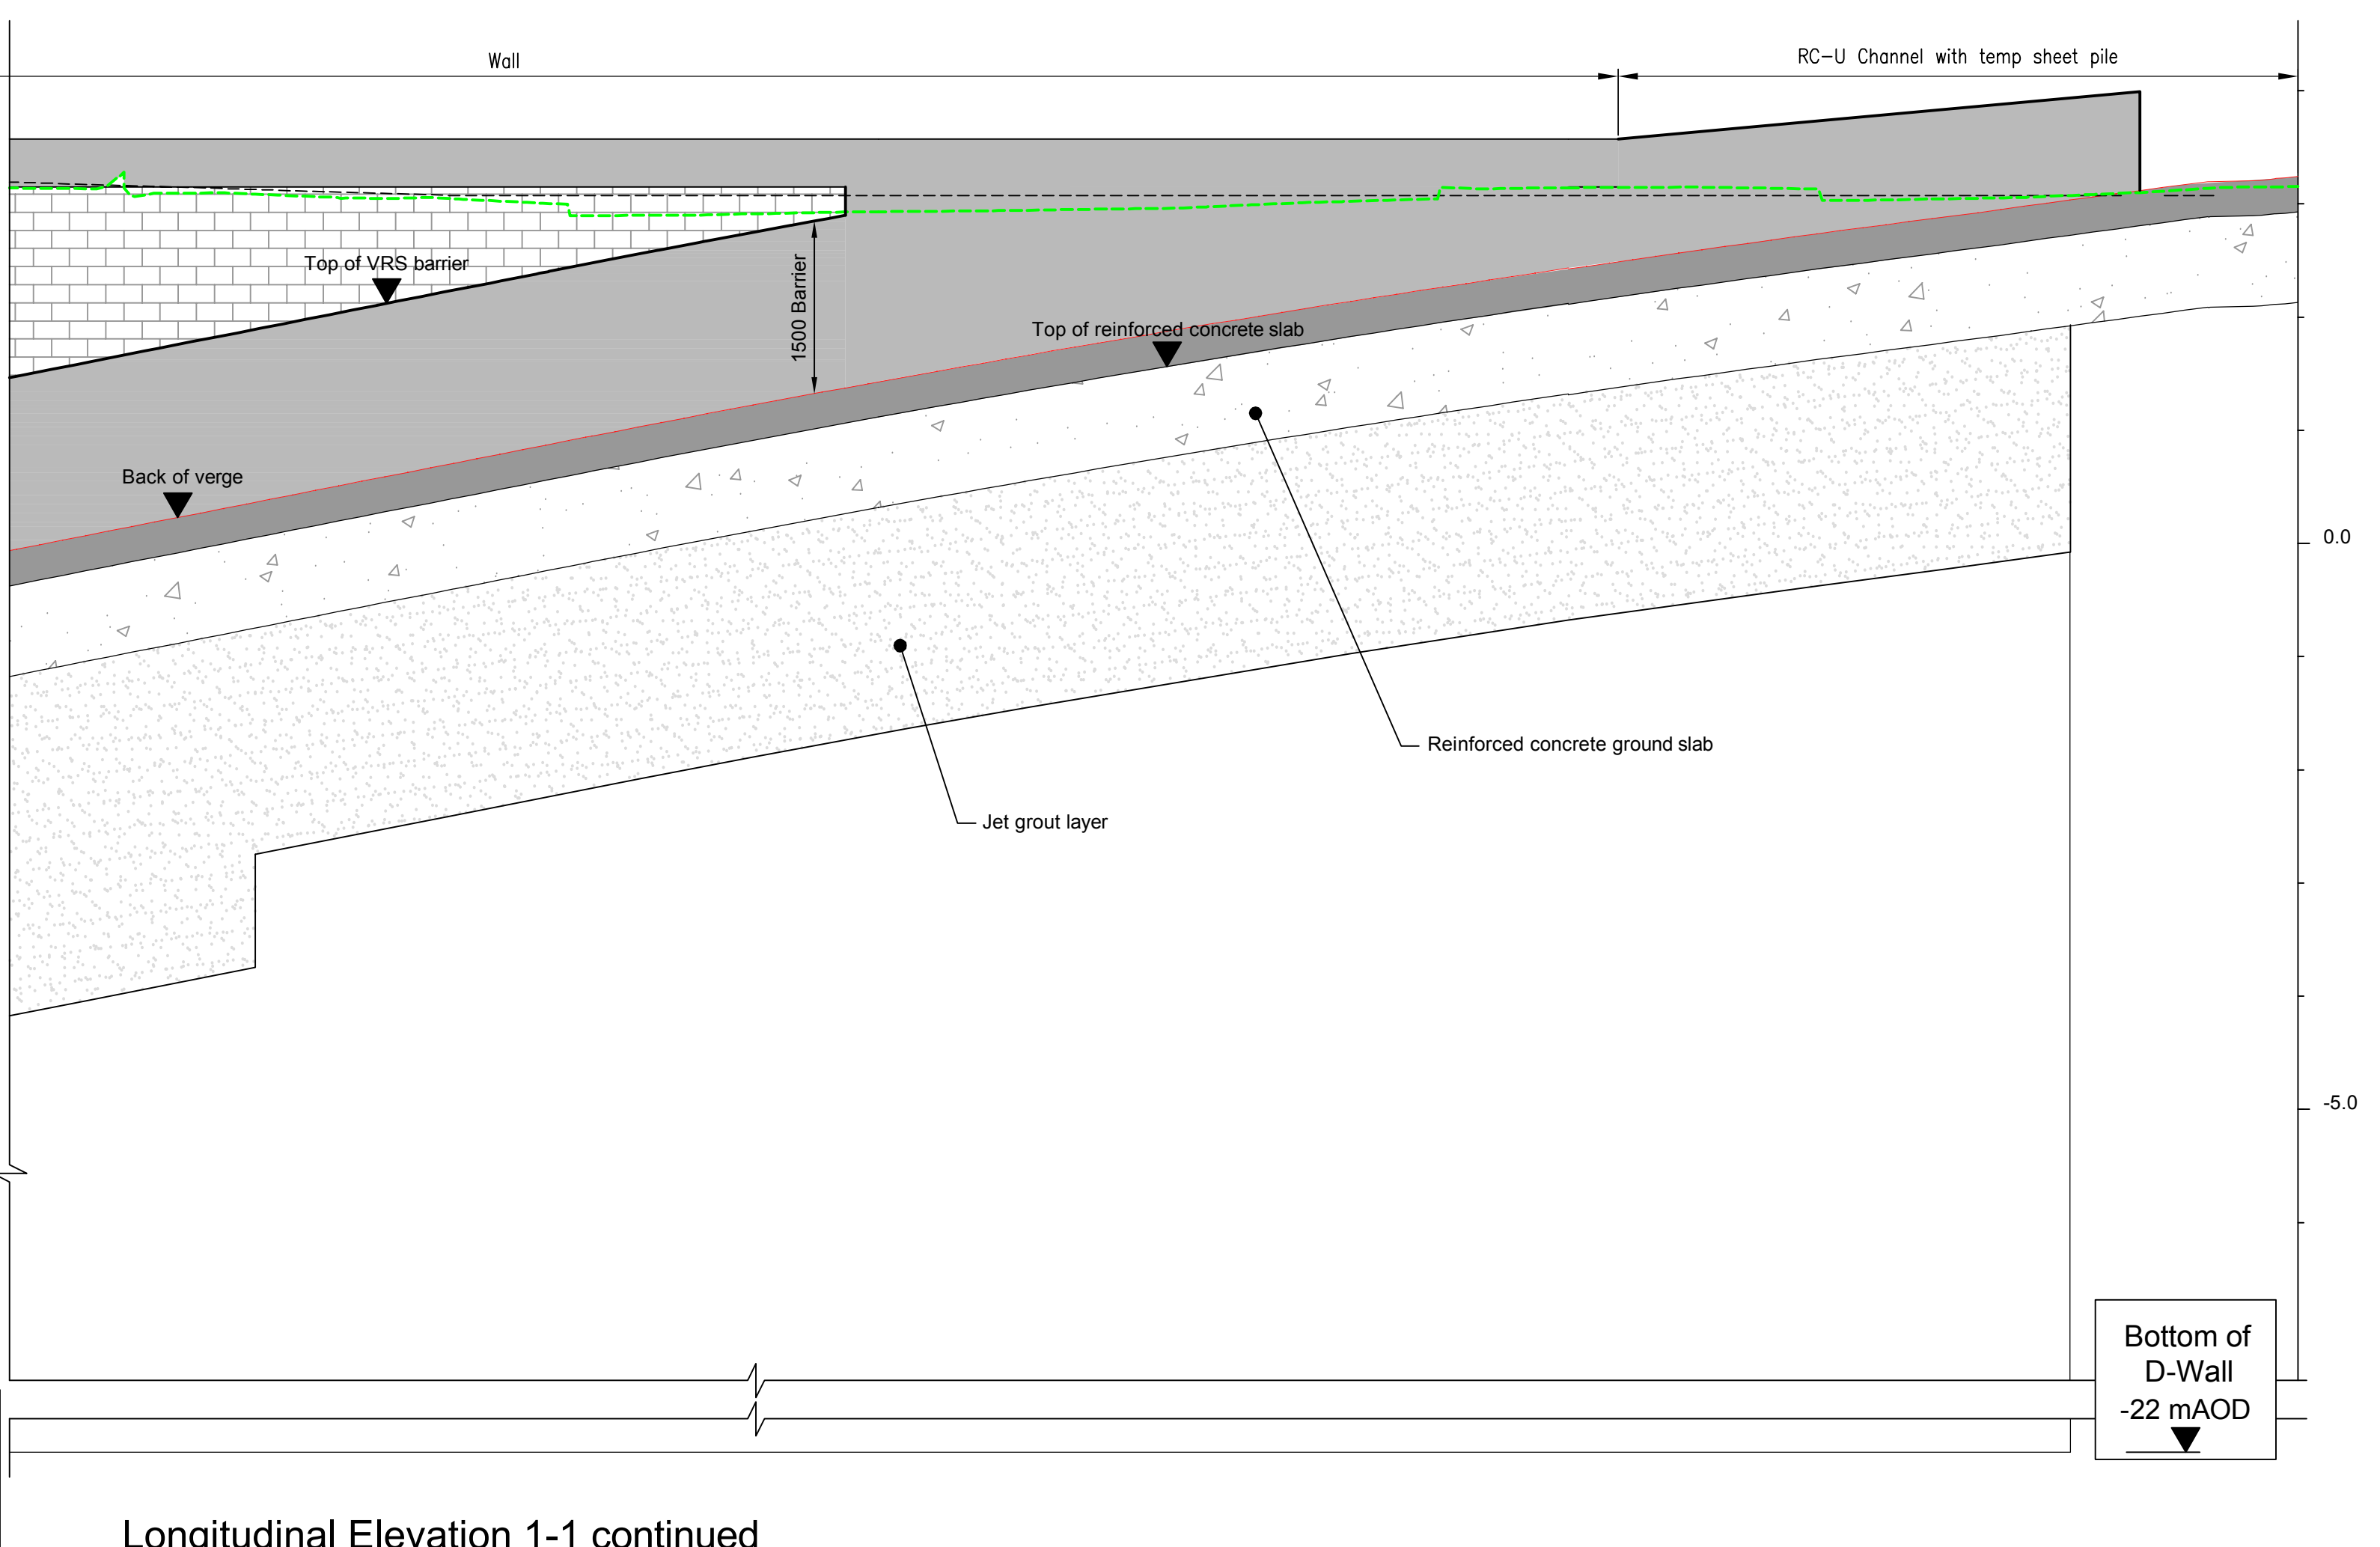 Wall
RC-U Channel with temp sheet pile
Top of VRS barrier
1500 Barrier
Top of reinforced concrete slab
Back of verge
0.0
Reinforced concrete ground slab
Jet grout layer
-5.0
Bottom of
D-Wall
-22 mAOD
Longitudinal Elevation 1-1 continued